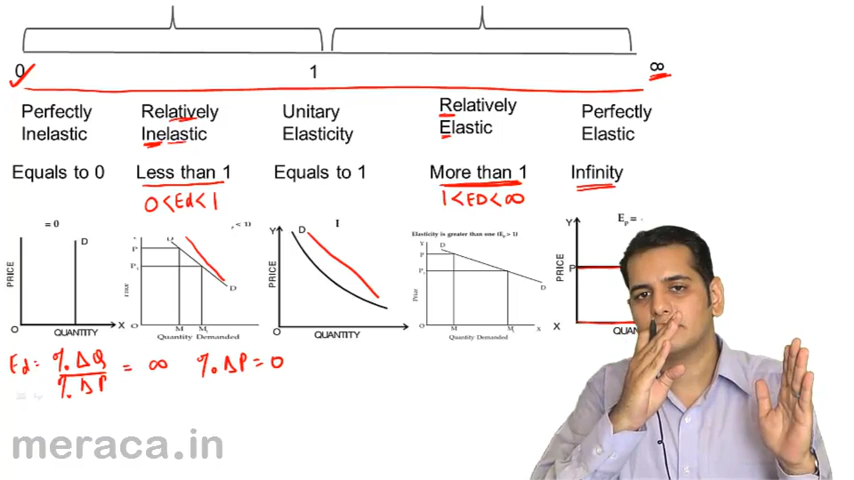 0 1 ∞
Perfectly Inelastic
Relatively Inelastic
Unitary Elasticity
Relatively Elastic
Perfectly Elastic
Equals to 0
Less than 1
Equals to 1
More than 1
Infinity
0 < Ed < 1
1 < ED < ∞
= 0
D
PRICE
O QUANTITY X
< 1)
P
P₁
D
Price
O M M₁ X
Quantity Demanded
Y D I
PRICE
O QUANTITY X
Elasticity is greater than one (Eₚ > 1)
Y D
P
P₁
D
Price
O M M₁ X
Quantity Demanded
Eₚ =
Y
PRICE
P
X O
QUAN
Ed = %ΔQ / %ΔP = ∞ %ΔP = 0
meraca.in